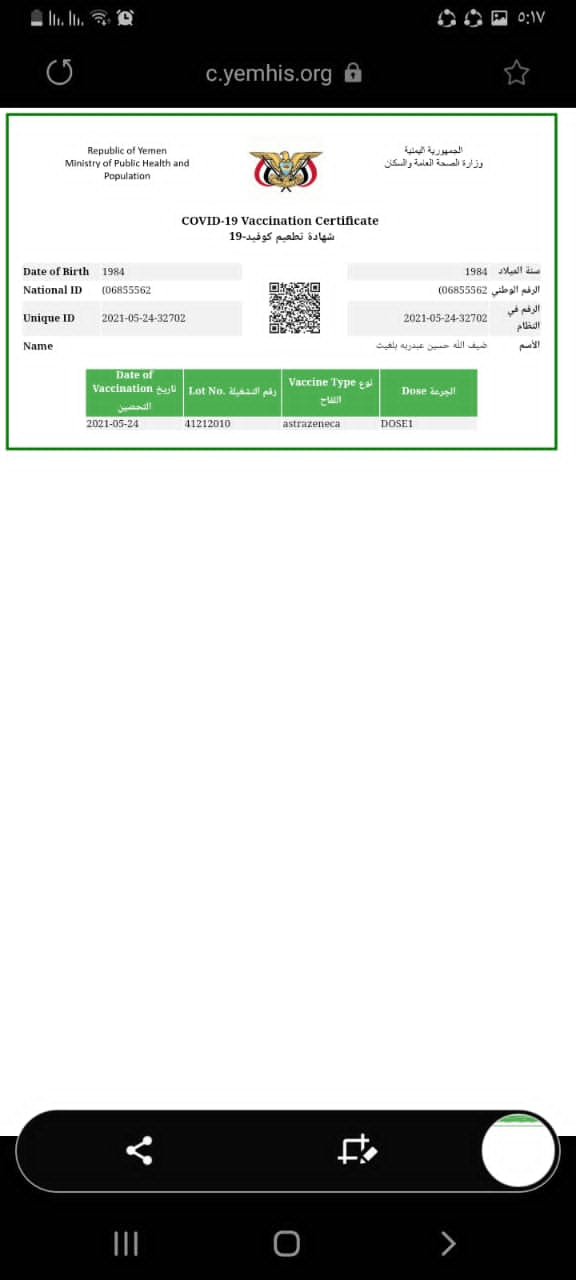 ٥:١٧
c.yemhis.org
Republic of Yemen
Ministry of Public Health and
Population
الجمهورية اليمنية
وزارة الصحة العامة والسكان
COVID-19 Vaccination Certificate
شهادة تطعيم كوفيد-19
Date of Birth 1984
1984 سنة الميلاد
National ID (06855562
(06855562 الرقم الوطني
Unique ID 2021-05-24-32702
2021-05-24-32702 الرقم في
النظام
Name
ضيف الله حسين عبدربه بلغيث الأسم
Date of
Vaccination تاريخ
التحصين
Lot No. رقم التشغيلة
Vaccine Type نوع
اللقاح
Dose الجرعة
2021-05-24 41212010 astrazeneca DOSE1